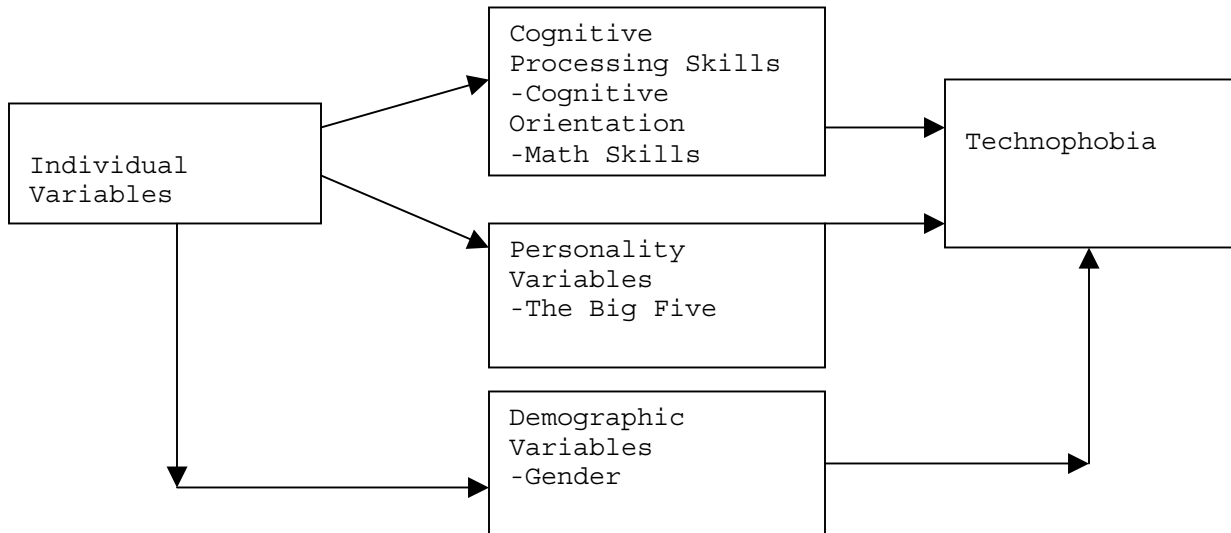 Individual
Variables
Cognitive
Processing Skills
-Cognitive
Orientation
-Math Skills
Personality
Variables
-The Big Five
Demographic
Variables
-Gender
Technophobia